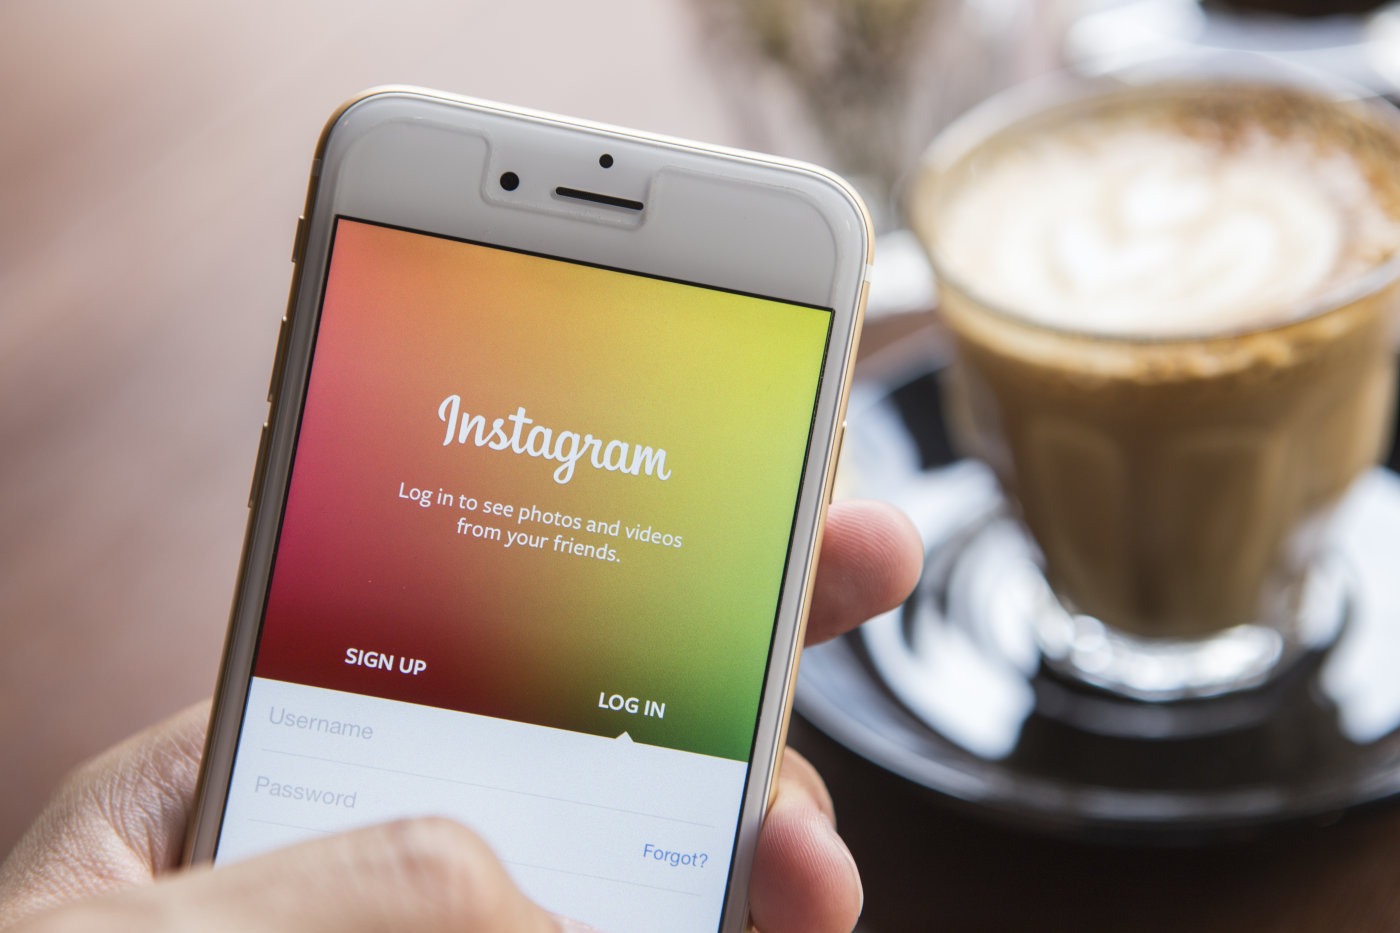 Instagram
Log in to see photos and videos
from your friends.
SIGN UP
LOG IN
Username
Password
Forgot?